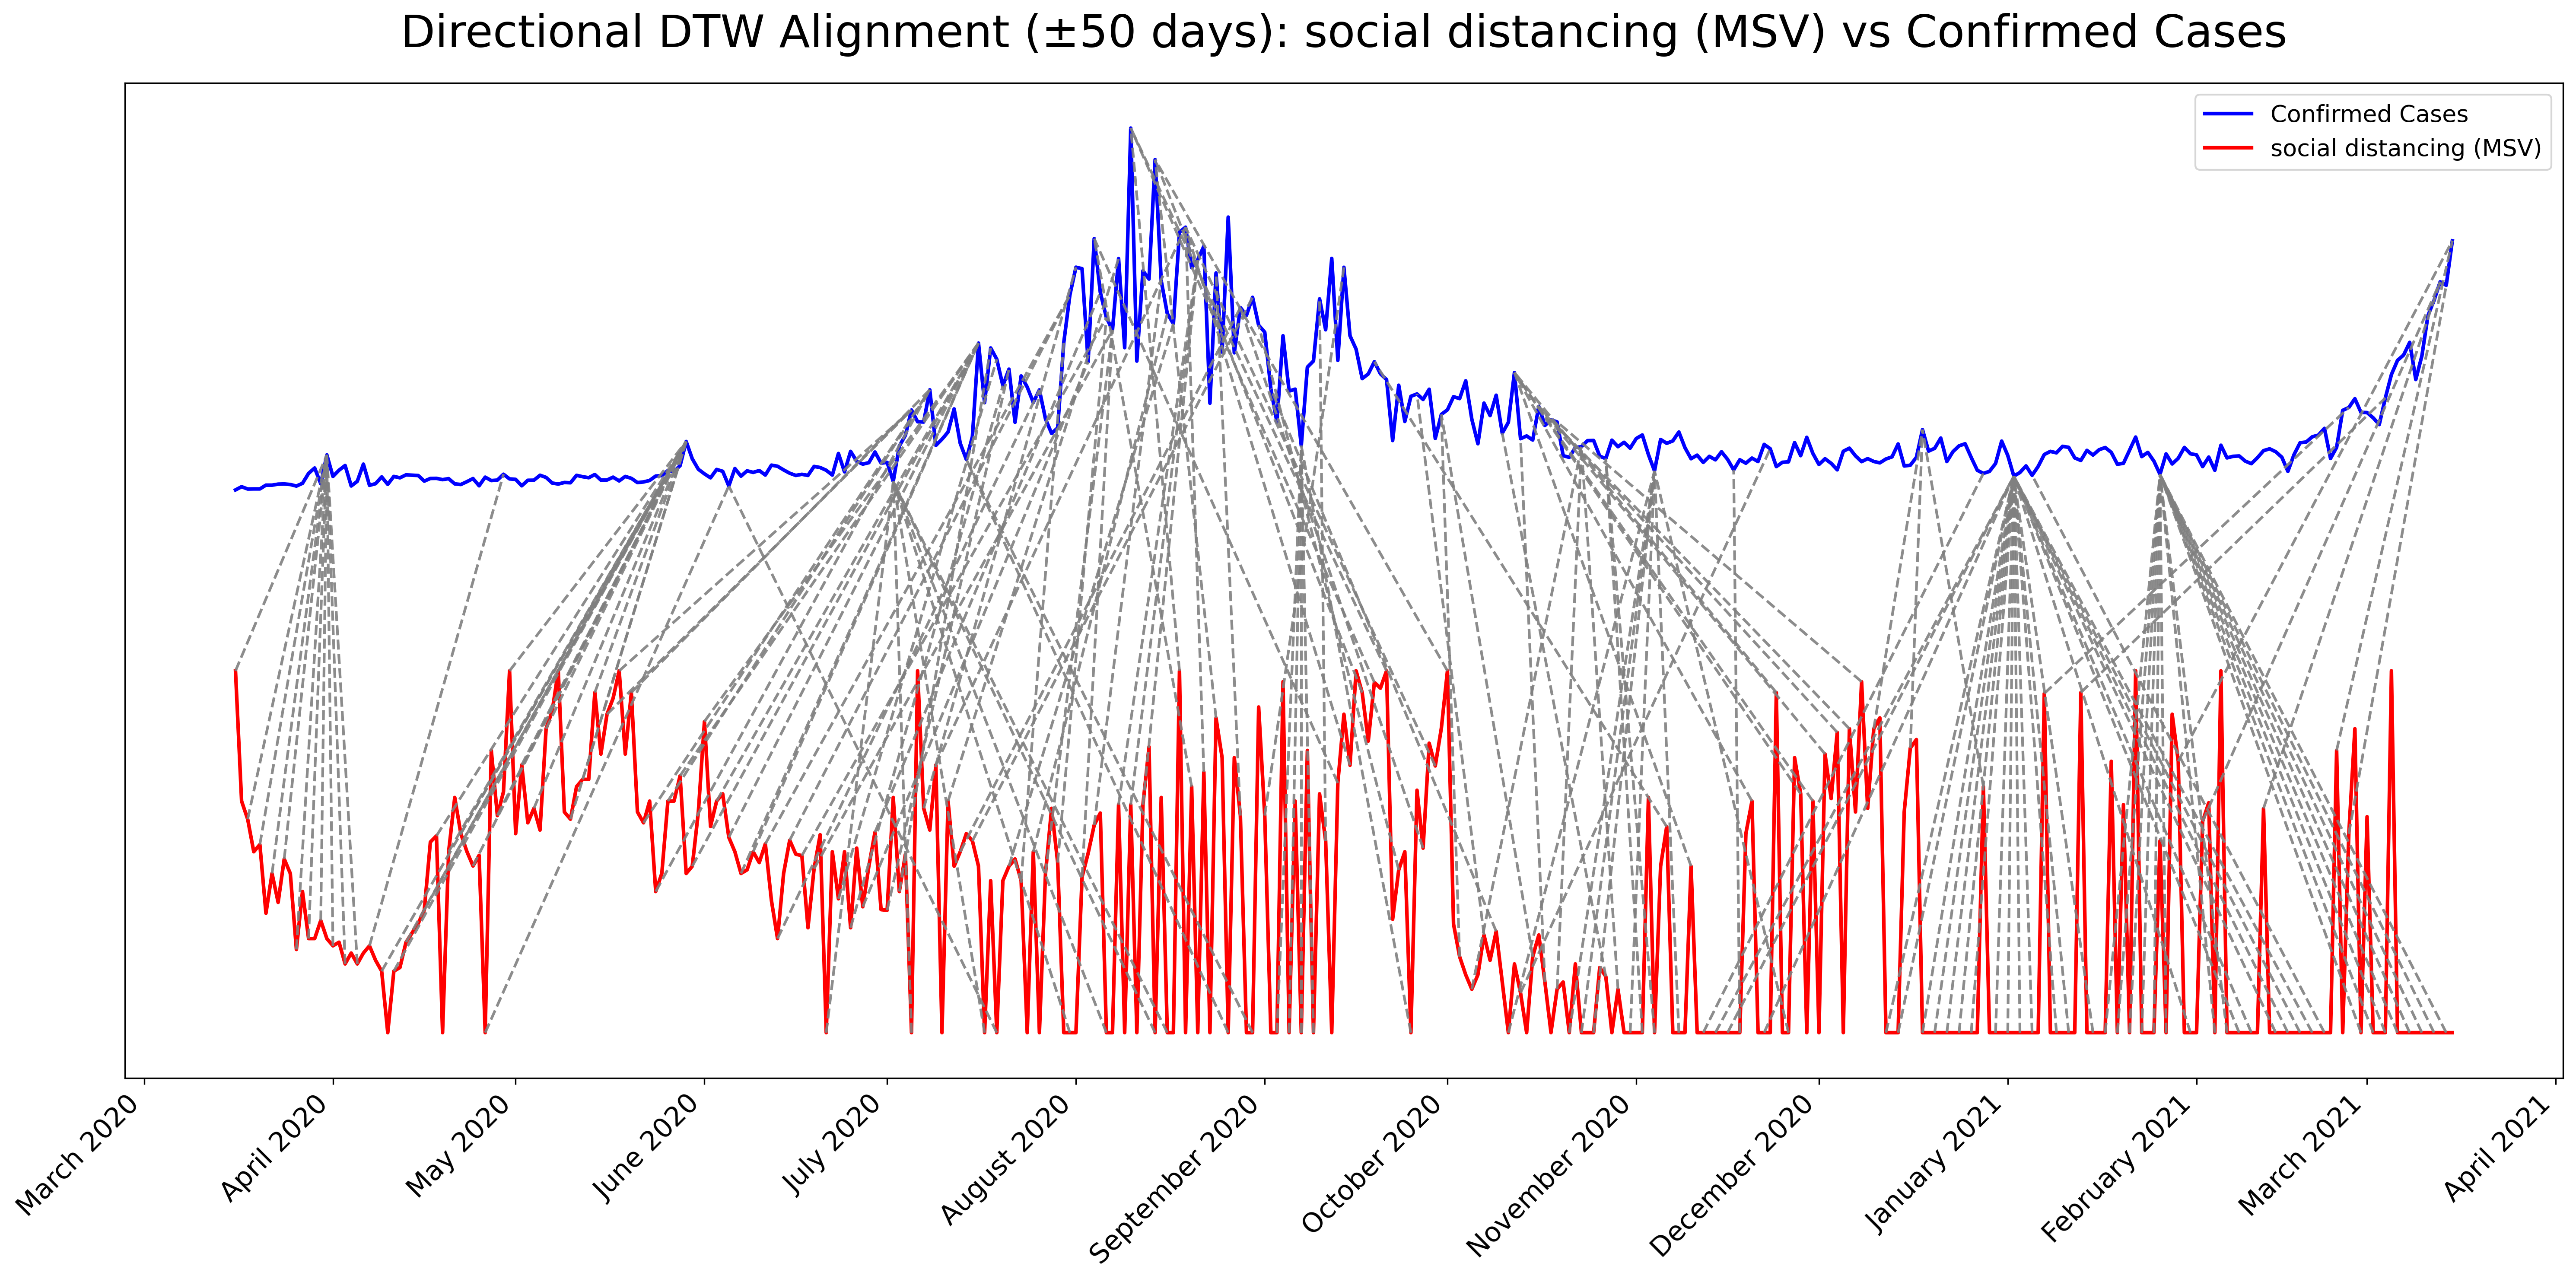 Directional DTW Alignment (±50 days): social distancing (MSV) vs Confirmed Cases
Confirmed Cases
social distancing (MSV)
March 2020
April 2020
May 2020
June 2020
July 2020
August 2020
September 2020
October 2020
November 2020
December 2020
January 2021
February 2021
March 2021
April 2021